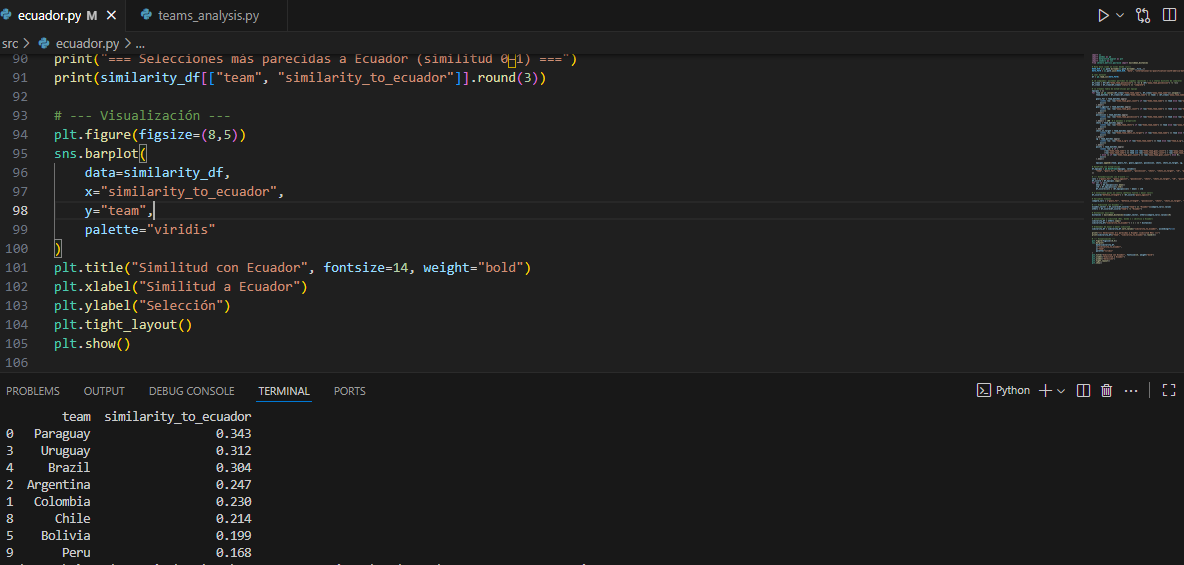 ecuador.py M
teams_analysis.py
src > ecuador.py > ...
90 print("=== Selecciones más parecidas a Ecuador (similitud 0–1) ===")
91 print(similarity_df[["team", "similarity_to_ecuador"]].round(3))
92
93 # --- Visualización ---
94 plt.figure(figsize=(8,5))
95 sns.barplot(
96 data=similarity_df,
97 x="similarity_to_ecuador",
98 y="team",
99 palette="viridis"
100 )
101 plt.title("Similitud con Ecuador", fontsize=14, weight="bold")
102 plt.xlabel("Similitud a Ecuador")
103 plt.ylabel("Selección")
104 plt.tight_layout()
105 plt.show()
106
PROBLEMS OUTPUT DEBUG CONSOLE TERMINAL PORTS
Python
team similarity_to_ecuador
0 Paraguay 0.343
3 Uruguay 0.312
4 Brazil 0.304
2 Argentina 0.247
1 Colombia 0.230
8 Chile 0.214
5 Bolivia 0.199
9 Peru 0.168